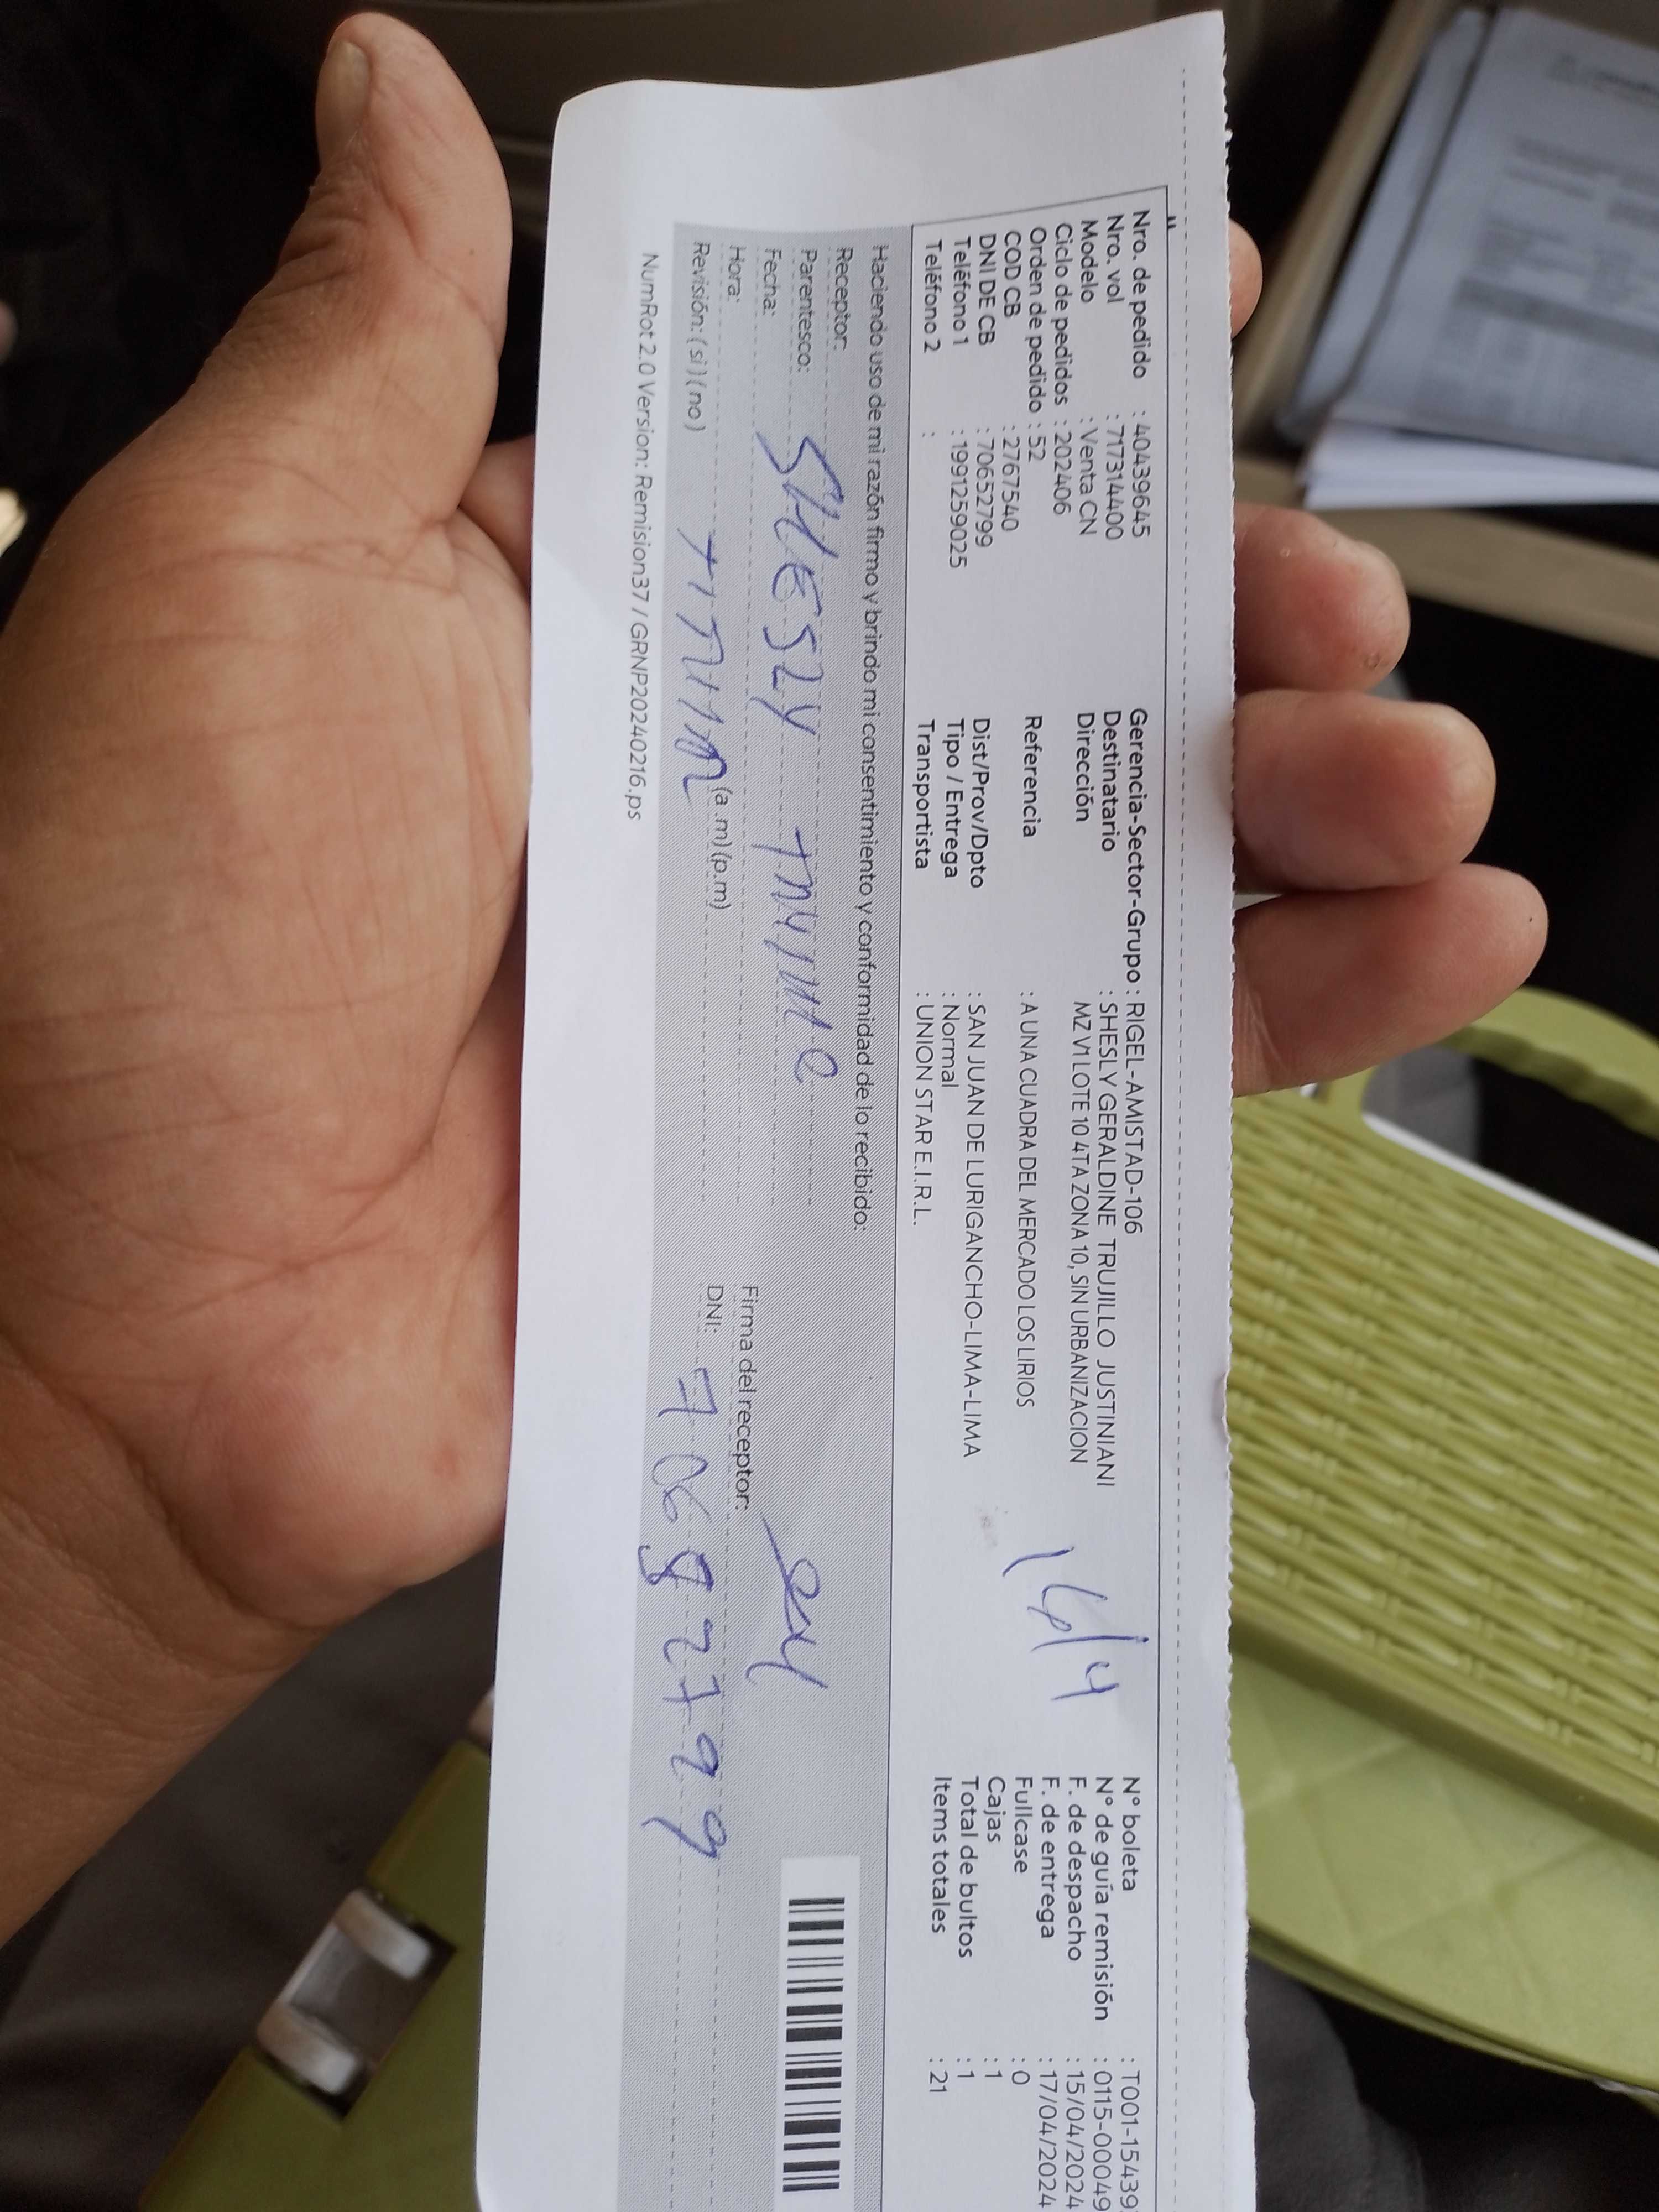 Nro. de pedido : 40439645
Nro. vol : 717314400
Modelo : Venta CN
Ciclo de pedidos : 202406
Orden de pedido : 52
COD CB : 2767540
DNI DE CB : 70652799
Teléfono 1 : 1991259025
Teléfono 2 :
Gerencia-Sector-Grupo : RIGEL-AMISTAD-106
Destinatario : SHESLY GERALDINE TRUJILLO JUSTINIANI
Dirección MZ V1 LOTE 10 4TA ZONA 10, SIN URBANIZACION
Referencia : A UNA CUADRA DEL MERCADO LOS LIRIOS
Dist/Prov/Dpto : SAN JUAN DE LURIGANCHO-LIMA-LIMA
Tipo / Entrega : Normal
Transportista : UNION STAR E.I.R.L.
16/4
N° boleta : T001-15439
N° de guía remisión : 0115-00049
F. de despacho : 15/04/2024
F. de entrega : 17/04/2024
Fullcase : 0
Cajas : 1
Total de bultos : 1
Items totales : 21
Haciendo uso de mi razón firmo y brindo mi consentimiento y conformidad de lo recibido:
Receptor:
Parentesco:
Fecha:
Hora: (a.m) (p.m)
Revisión: ( si ) ( no )
Firma del receptor:
DNI: 70682799
NumRot 2.0 Version: Remision37 / GRNP20240216.ps